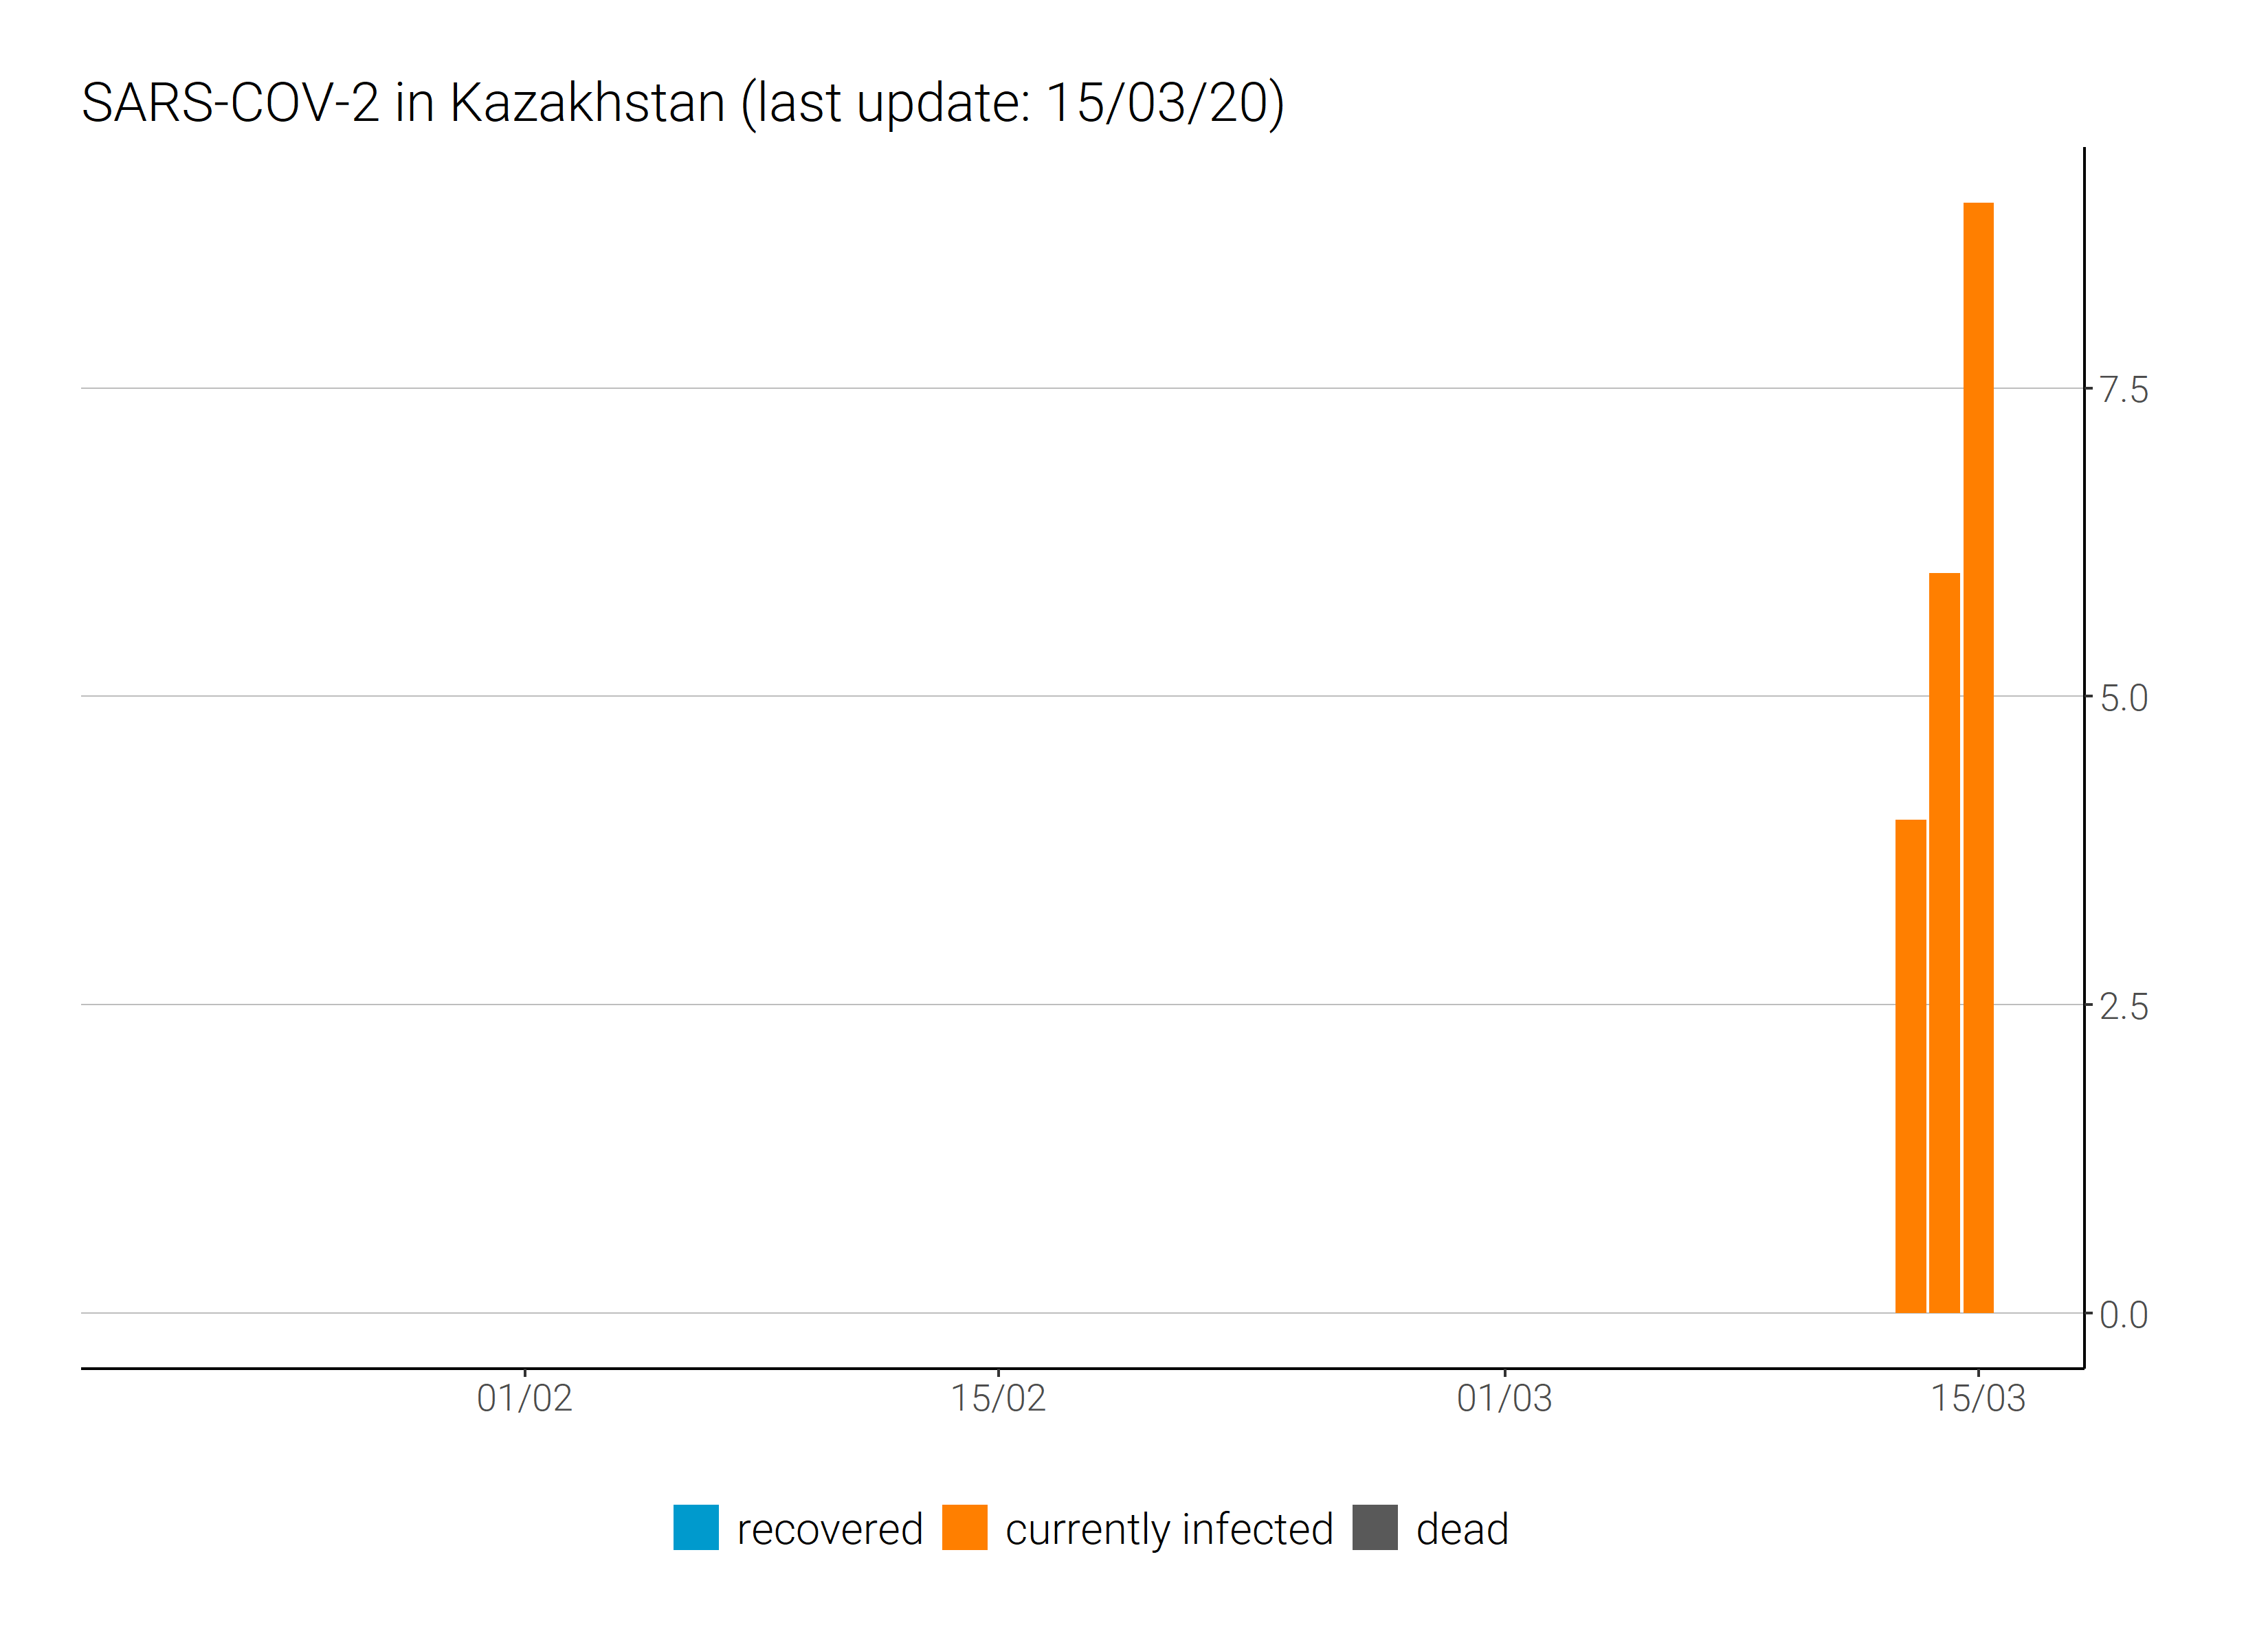 SARS-COV-2 in Kazakhstan (last update: 15/03/20)
7.5
5.0
2.5
0.0
01/02 15/02 01/03 15/03
recovered currently infected dead